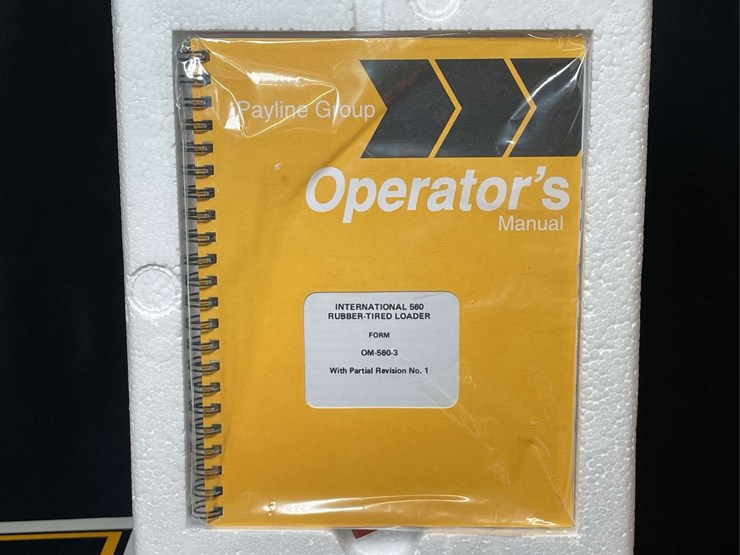 Payline Group
Operator's
Manual
INTERNATIONAL 560
RUBBER-TIRED LOADER
FORM
OM-560-3
With Partial Revision No. 1